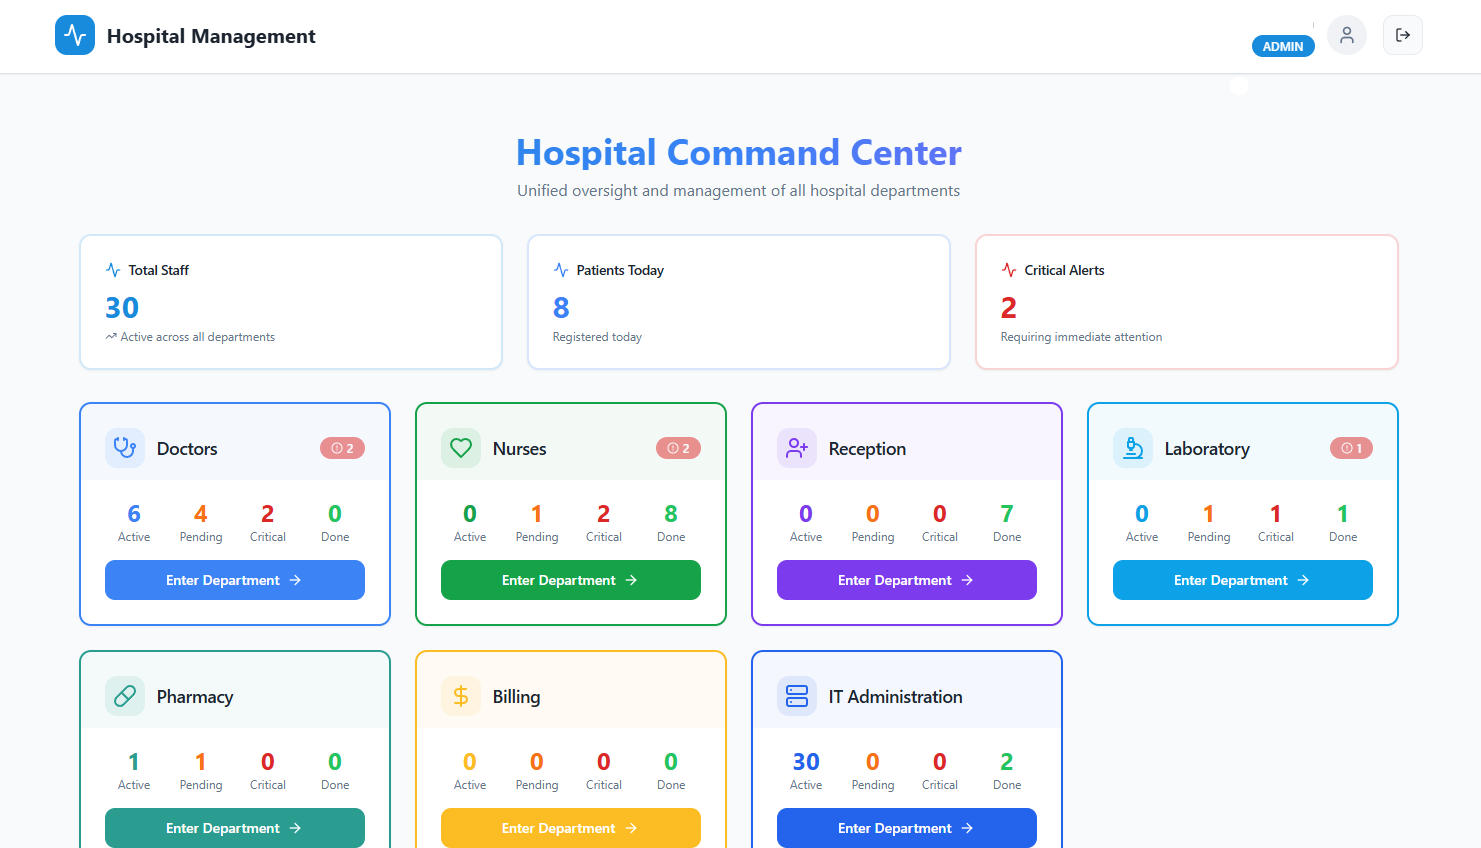 Hospital Management
ADMIN
Hospital Command Center
Unified oversight and management of all hospital departments
Total Staff
30
Active across all departments
Patients Today
8
Registered today
Critical Alerts
2
Requiring immediate attention
Doctors
2
6 4 2 0
Active Pending Critical Done
Enter Department →
Nurses
2
0 1 2 8
Active Pending Critical Done
Enter Department →
Reception
0 0 0 7
Active Pending Critical Done
Enter Department →
Laboratory
1
0 1 1 1
Active Pending Critical Done
Enter Department →
Pharmacy
1 1 0 0
Active Pending Critical Done
Enter Department →
Billing
0 0 0 0
Active Pending Critical Done
Enter Department →
IT Administration
30 0 0 2
Active Pending Critical Done
Enter Department →